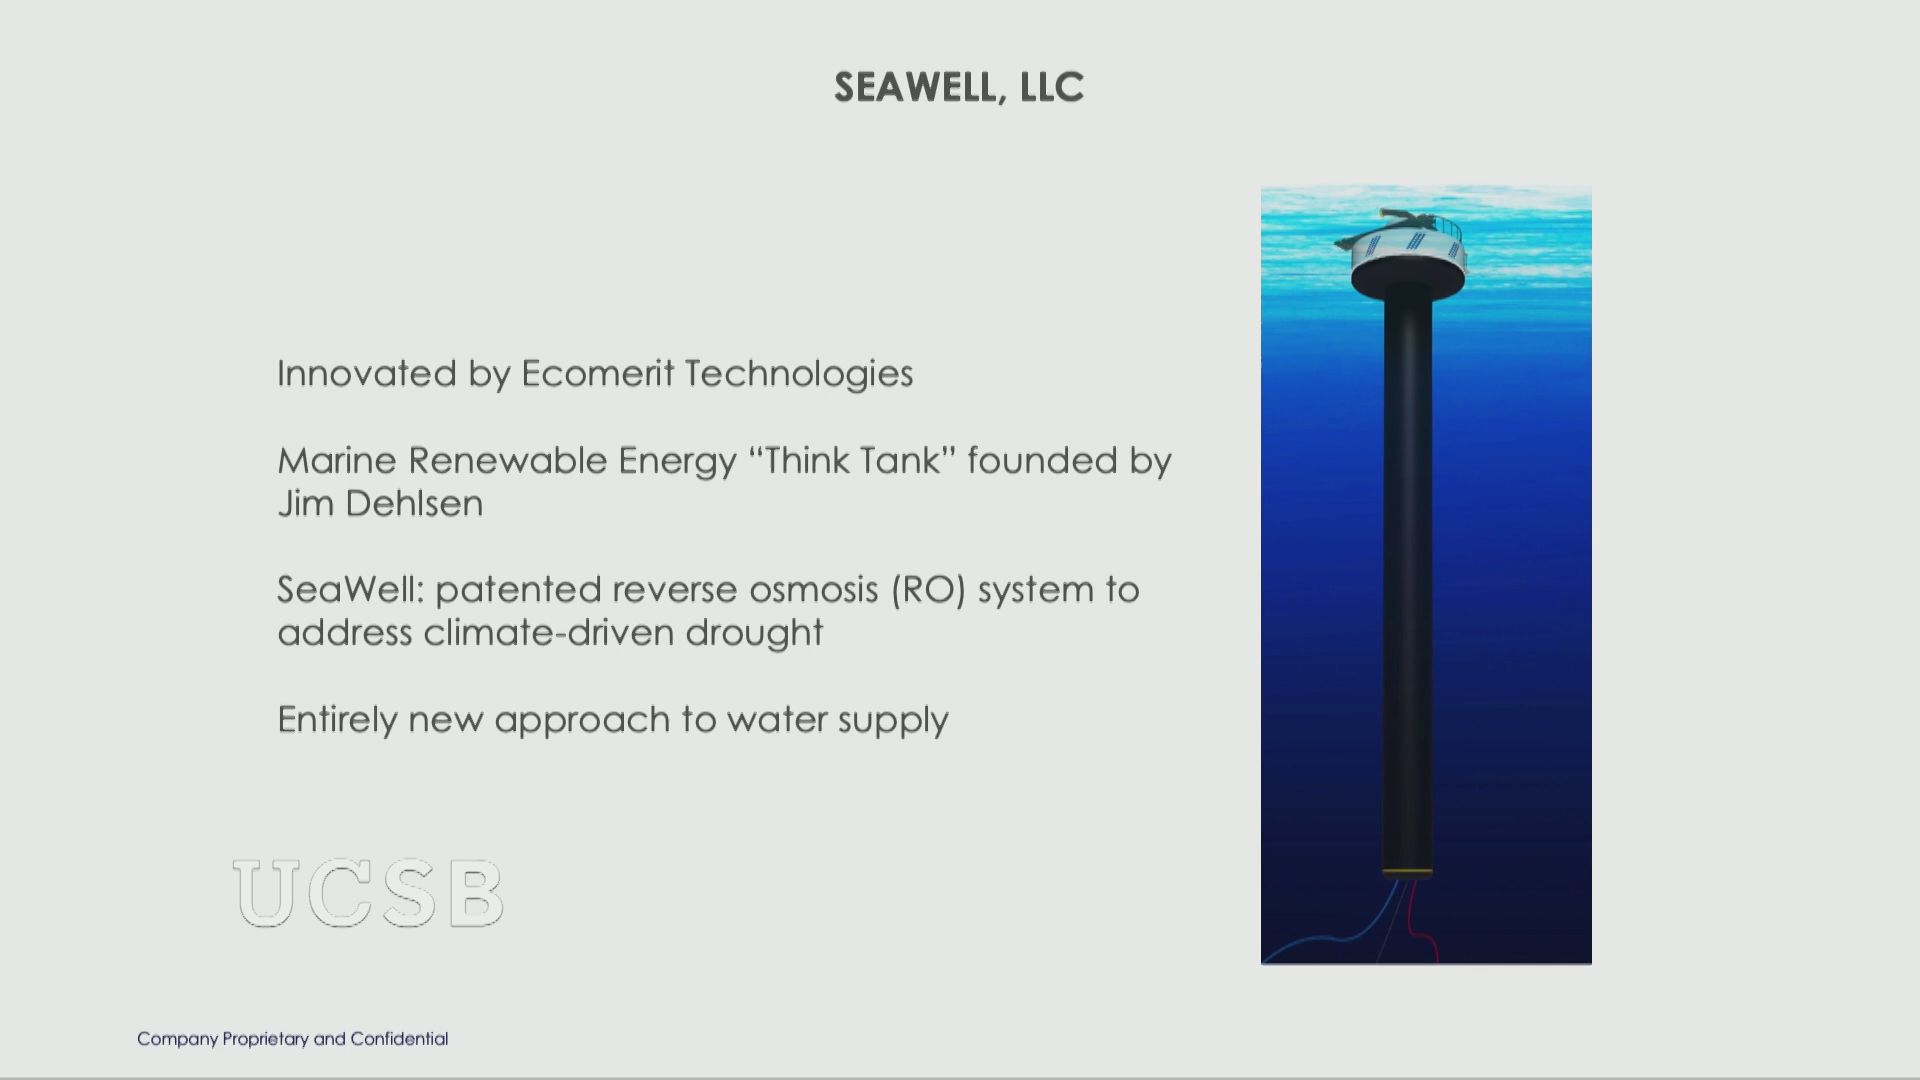 SEAWELL, LLC
Innovated by Ecomerit Technologies
Marine Renewable Energy “Think Tank” founded by
Jim Dehlsen
SeaWell: patented reverse osmosis (RO) system to
address climate-driven drought
Entirely new approach to water supply
UCSB
Company Proprietary and Confidential